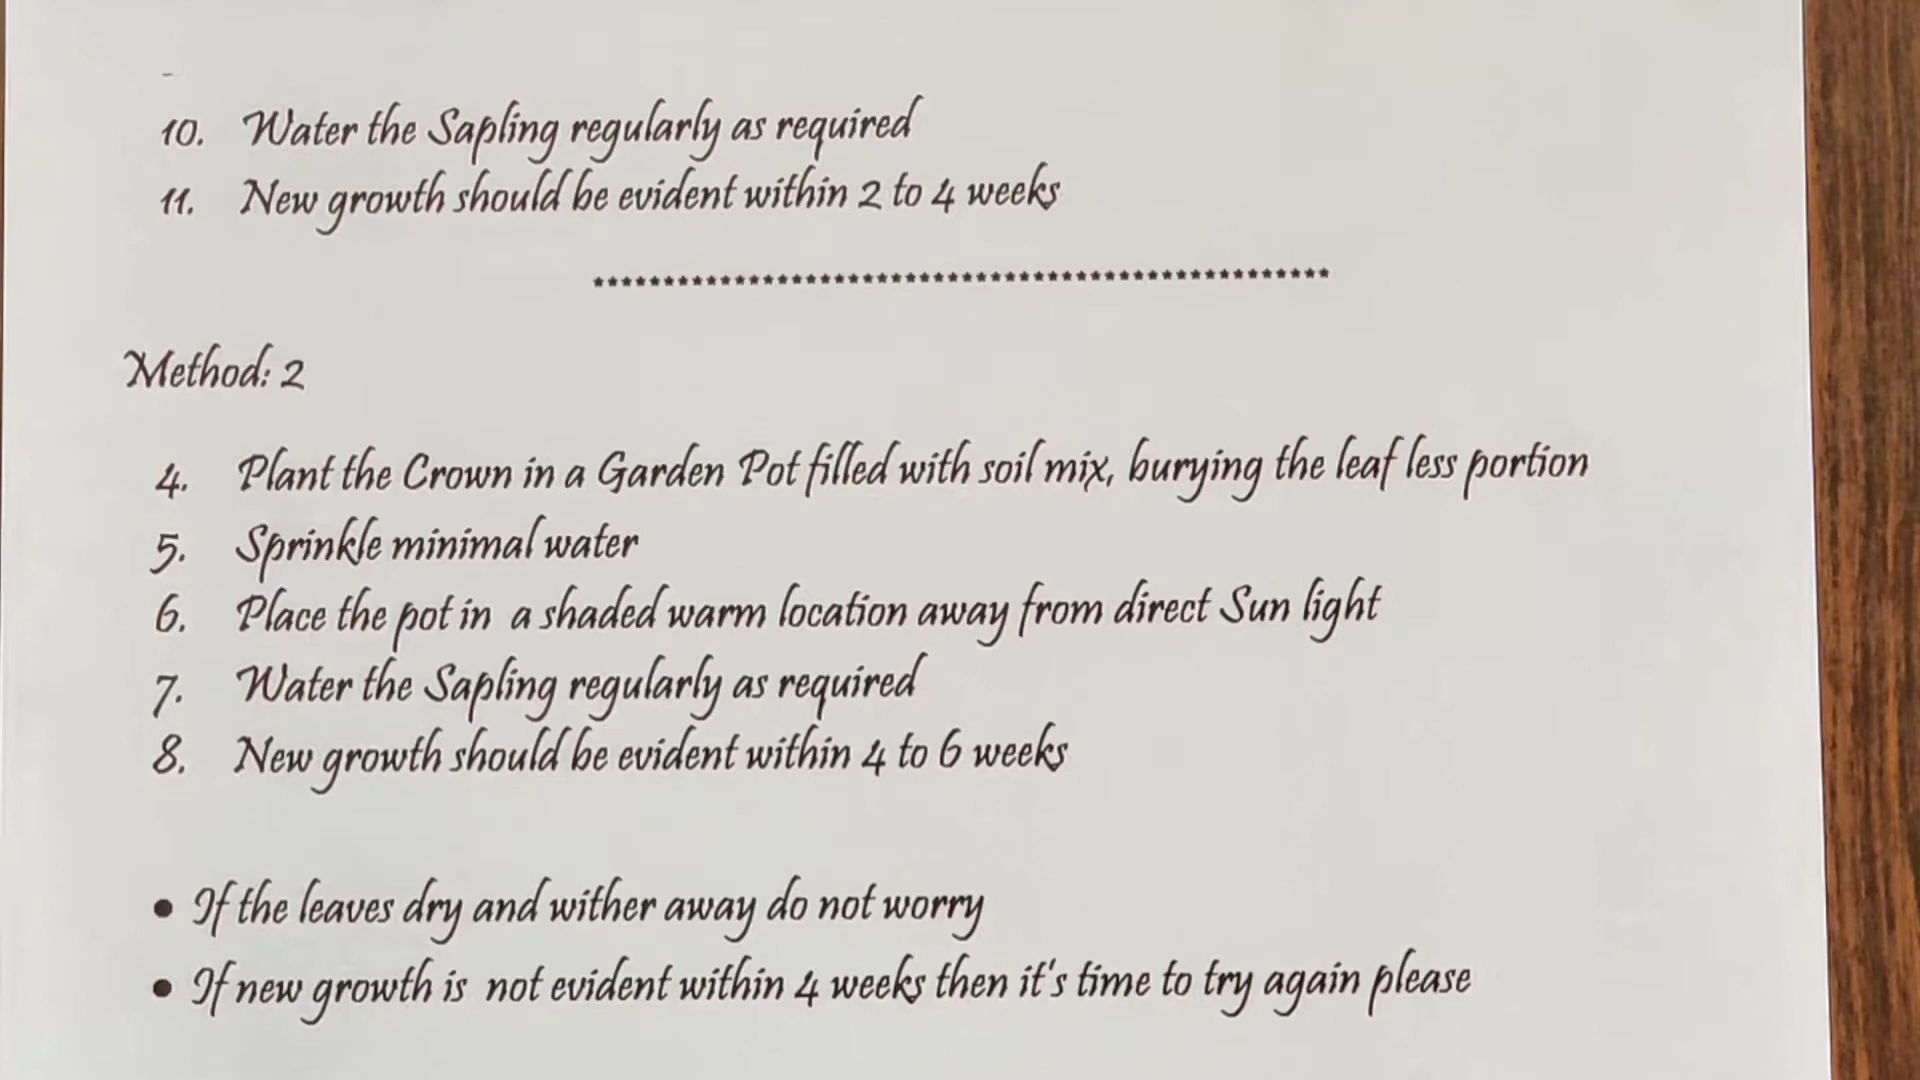 10. Water the Sapling regularly as required
11. New growth should be evident within 2 to 4 weeks
****************************************************
Method: 2
4. Plant the Crown in a Garden Pot filled with soil mix, burying the leaf less portion
5. Sprinkle minimal water
6. Place the pot in a shaded warm location away from direct Sun light
7. Water the Sapling regularly as required
8. New growth should be evident within 4 to 6 weeks
• If the leaves dry and wither away do not worry
• If new growth is not evident within 4 weeks then it's time to try again please